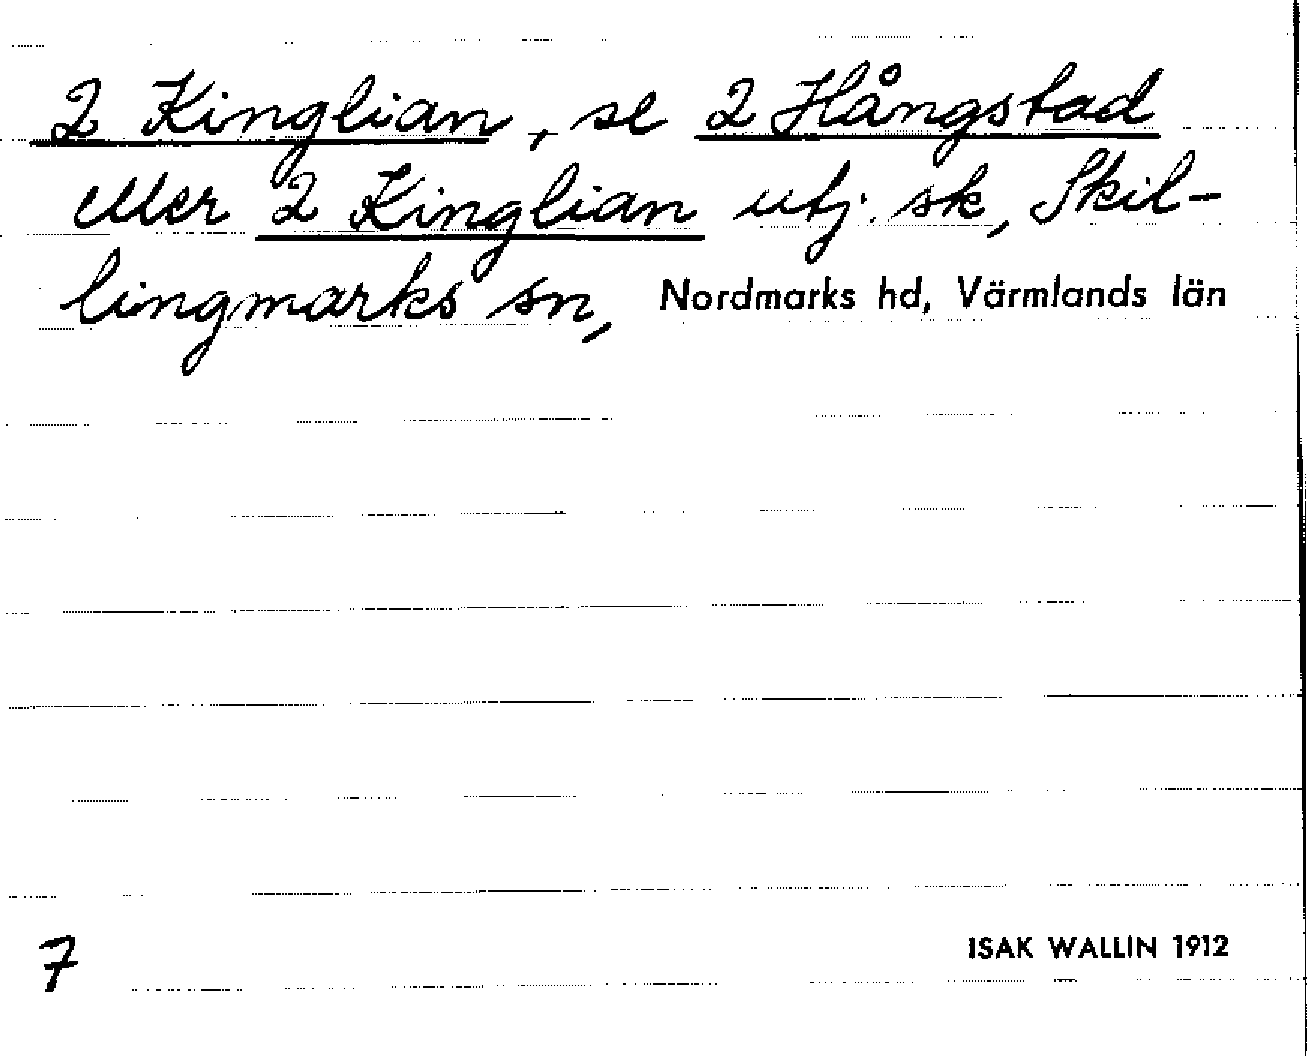 2 Kinglian, se 2 Hångstad
eller 2 Kinglian utj. sk, Skil-
lingmarks sn, Nordmarks hd, Värmlands län
7
ISAK WALLIN 1912